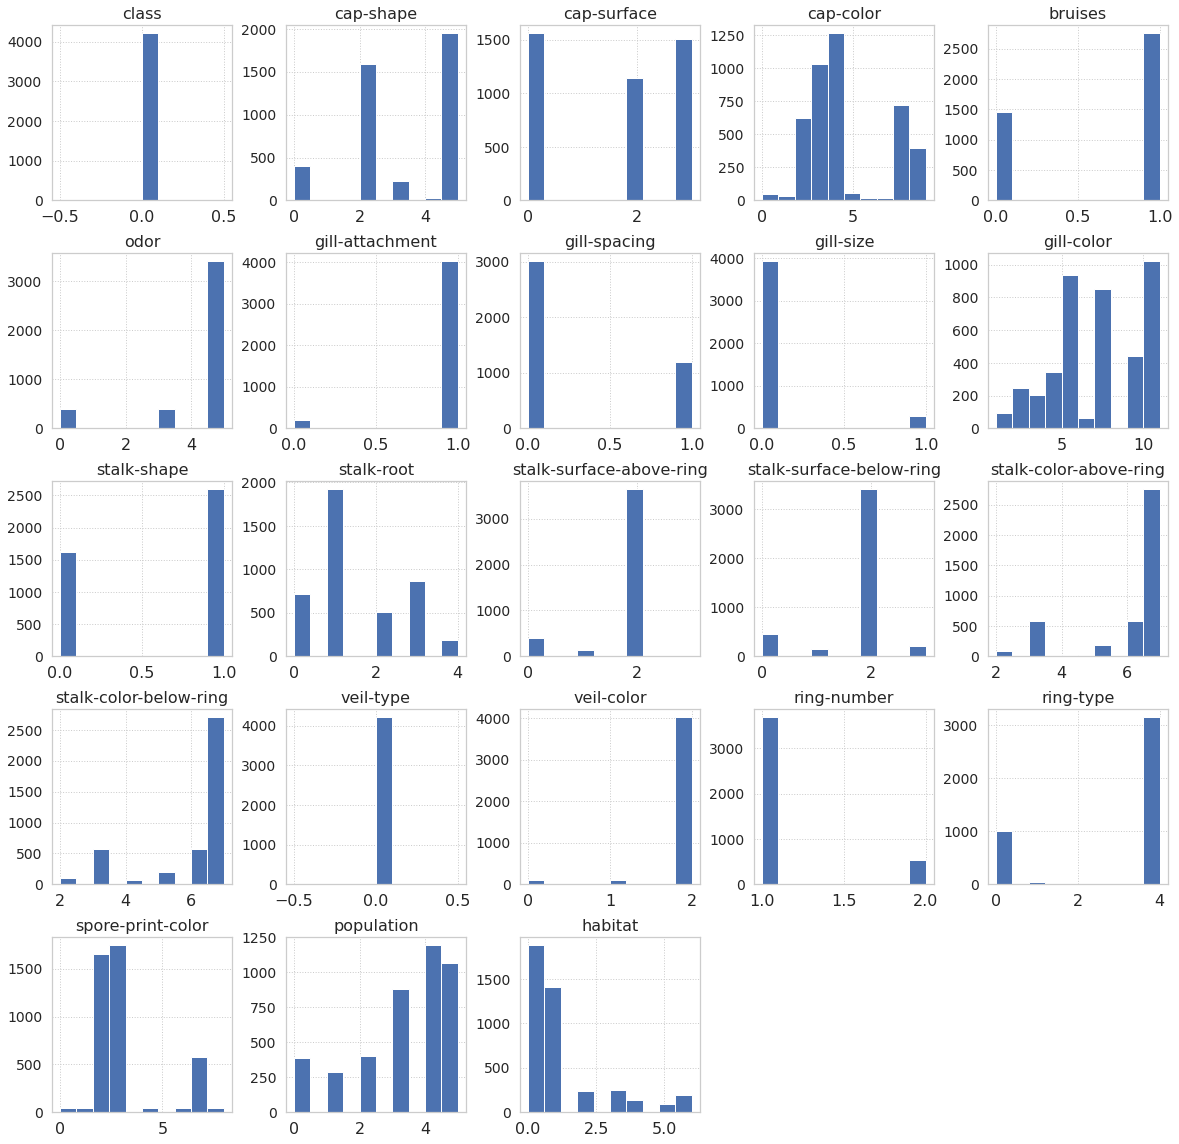 class cap-shape cap-surface cap-color bruises
4000 3000 2000 1000 0
−0.5 0.0 0.5
2000 1500 1000 500 0
0 2 4
1500 1000 500 0
0 2
1250 1000 750 500 250 0
0 5
2500 2000 1500 1000 500 0
0.0 0.5 1.0
odor gill-attachment gill-spacing gill-size gill-color
3000 2000 1000 0
0 2 4
4000 3000 2000 1000 0
0.0 0.5 1.0
3000 2000 1000 0
0.0 0.5 1.0
4000 3000 2000 1000 0
0.0 0.5 1.0
1000 800 600 400 200 0
5 10
stalk-shape stalk-root stalk-surface-above-ring stalk-surface-below-ring stalk-color-above-ring
2500 2000 1500 1000 500 0
0.0 0.5 1.0
2000 1500 1000 500 0
0 2 4
3000 2000 1000 0
0 2
3000 2000 1000 0
0 2
2500 2000 1500 1000 500 0
2 4 6
stalk-color-below-ring veil-type veil-color ring-number ring-type
2500 2000 1500 1000 500 0
2 4 6
4000 3000 2000 1000 0
−0.5 0.0 0.5
4000 3000 2000 1000 0
0 1 2
3000 2000 1000 0
1.0 1.5 2.0
3000 2000 1000 0
0 2 4
spore-print-color population habitat
1500 1000 500 0
0 5
1250 1000 750 500 250 0
0 2 4
1500 1000 500 0
0.0 2.5 5.0